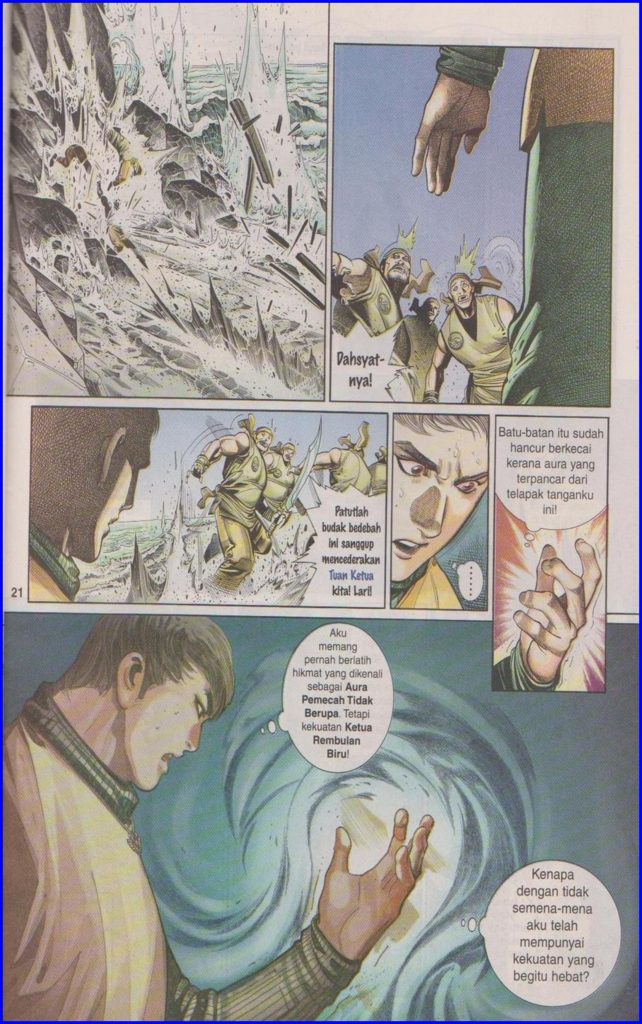 Dahsyat-
nya!
Patutlah
budak bedebah
ini sanggup
mencederakan
Tuan Ketua
kita! Lari!
......
Batu-batan itu sudah
hancur berkecai
kerana aura yang
terpancar dari
telapak tanganku
ini!
21
Aku
memang
pernah berlatih
hikmat yang dikenali
sebagai Aura
Pemecah Tidak
Berupa. Tetapi
kekuatan Ketua
Rembulan
Biru!
Kenapa
dengan tidak
semena-mena
aku telah
mempunyai
kekuatan yang
begitu hebat?